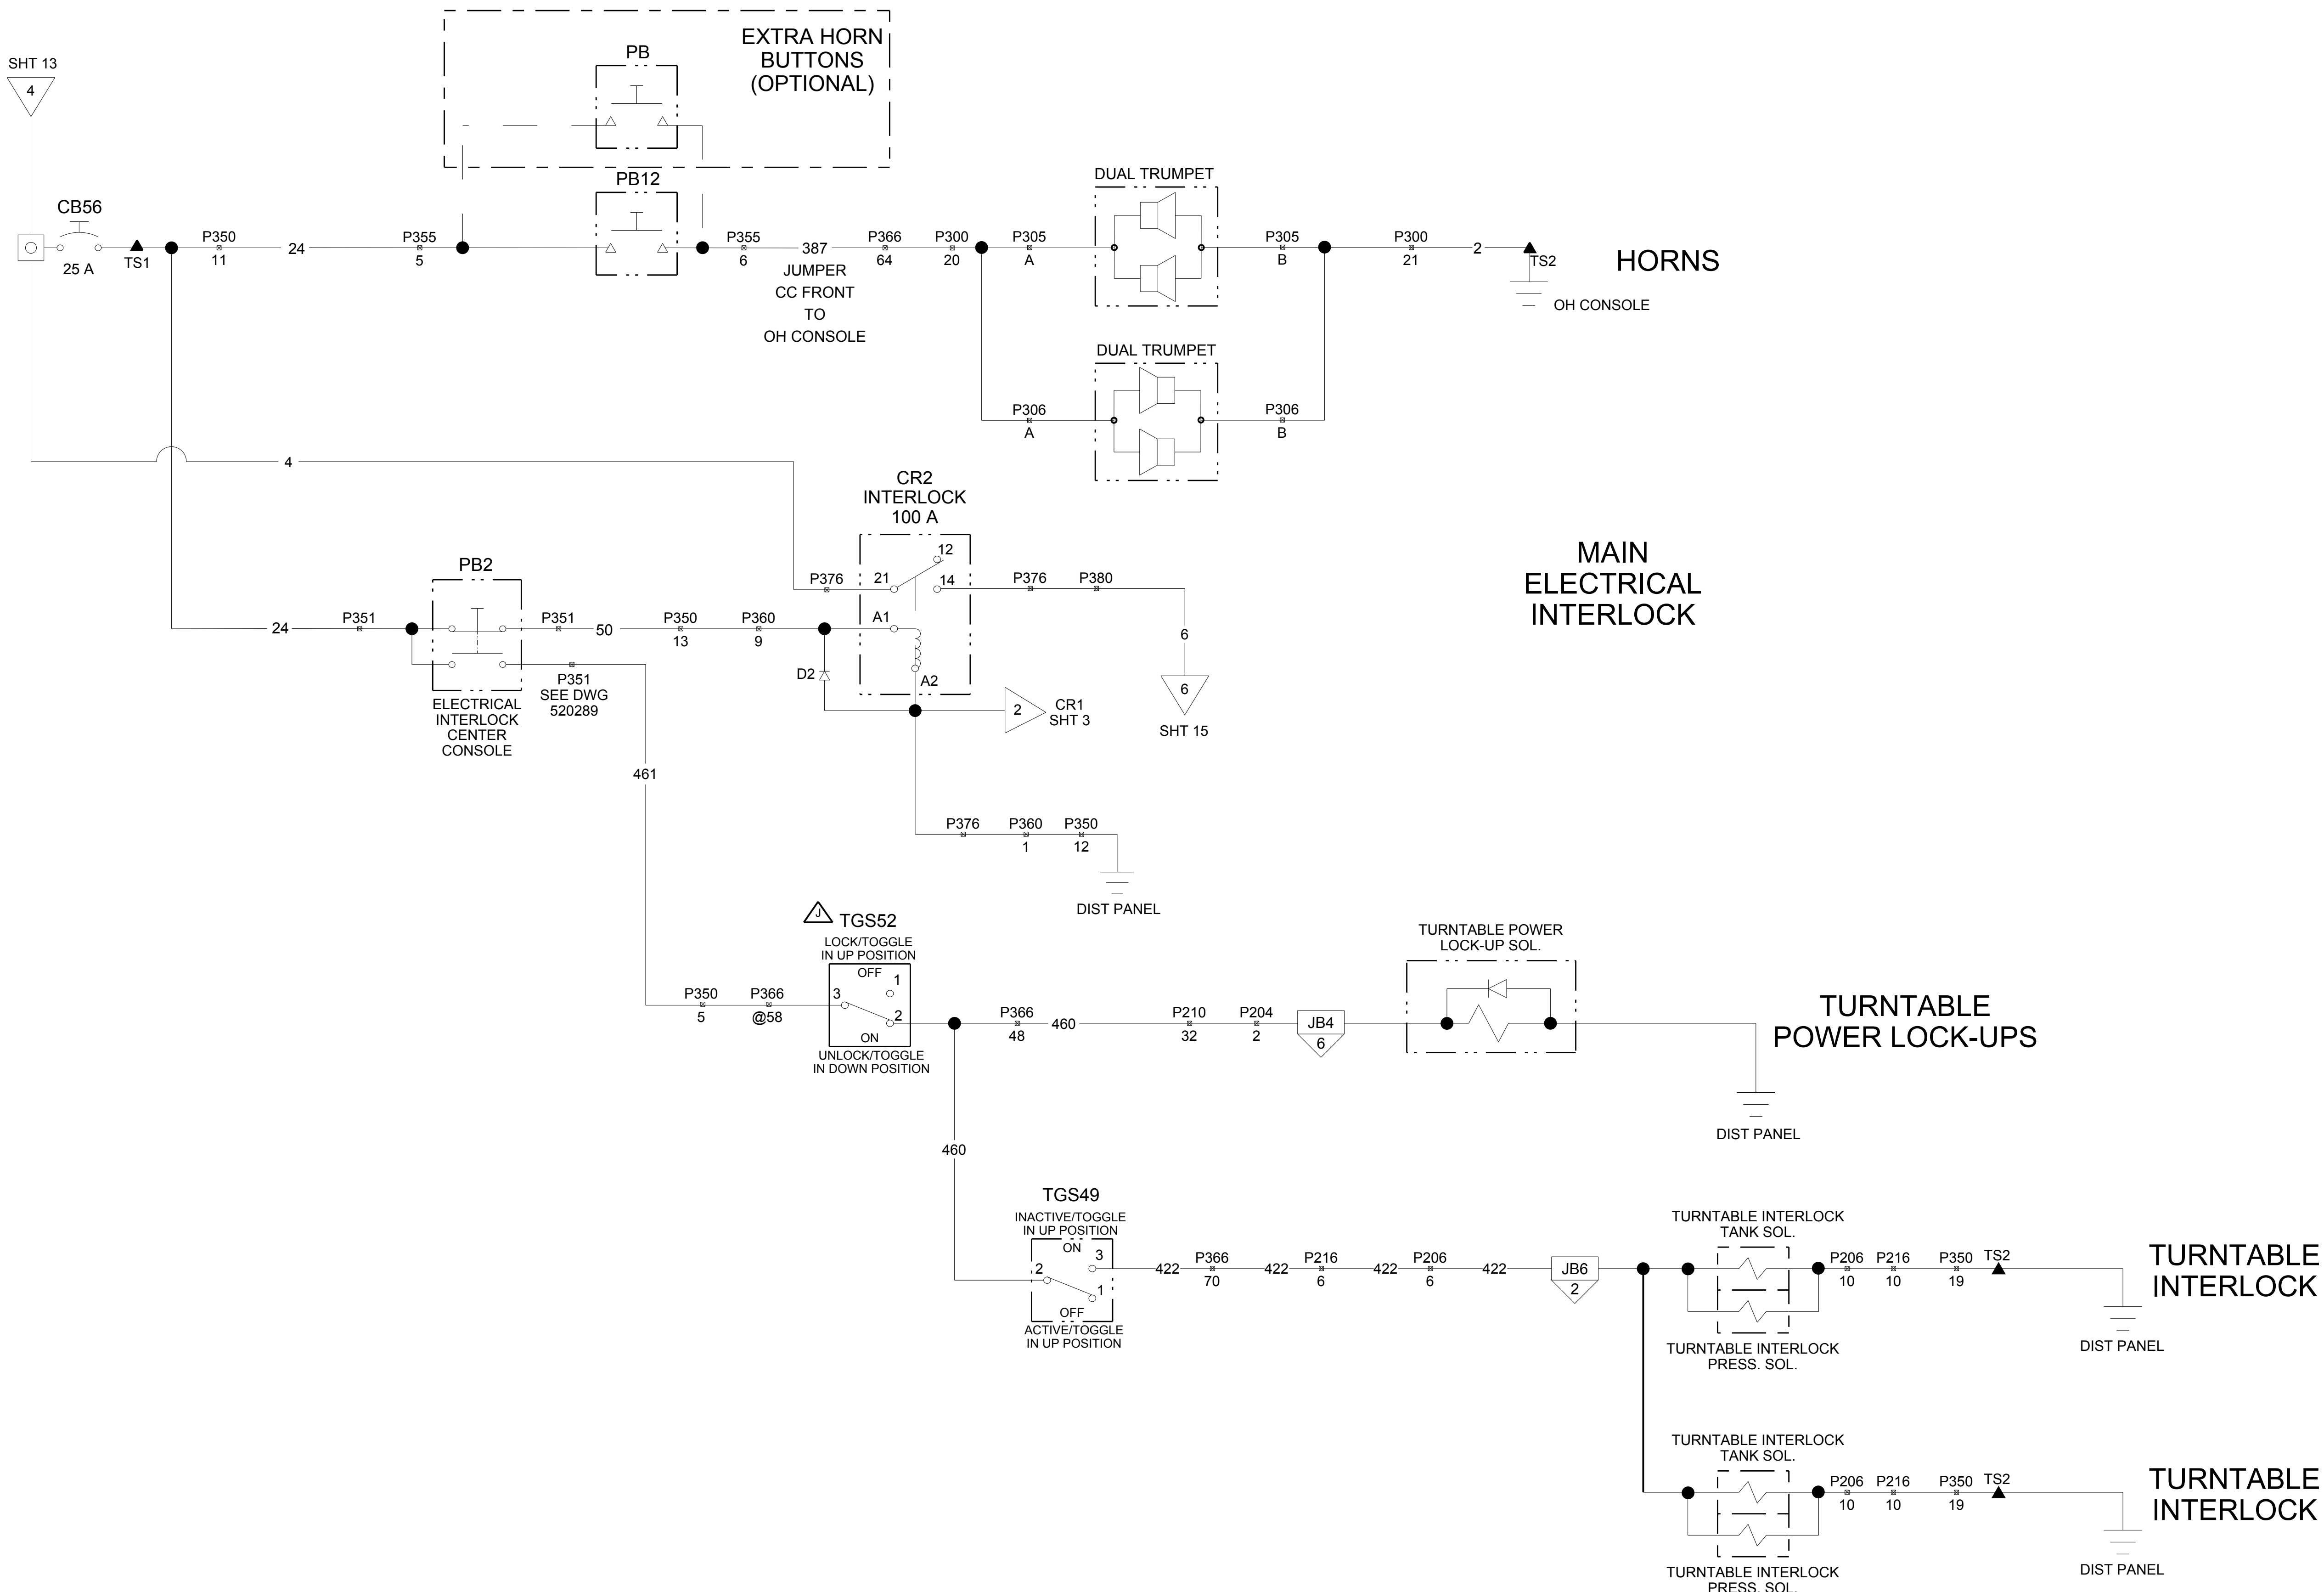 SHT 13
4
EXTRA HORN
BUTTONS
(OPTIONAL)
PB
PB12
CB56
25 A
TS1
P350
11
24
P355
5
P355
6
387
JUMPER
CC FRONT
TO
OH CONSOLE
P366
64
P300
20
P305
A
DUAL TRUMPET
P305
B
P300
21
2
TS2
OH CONSOLE
HORNS
DUAL TRUMPET
P306
A
P306
B
4
CR2
INTERLOCK
100 A
12
P376
21
14
P376
P380
6
6
SHT 15
MAIN
ELECTRICAL
INTERLOCK
PB2
24
P351
P351
50
P350
13
P360
9
A1
D2
A2
2
CR1
SHT 3
P351
SEE DWG
520289
ELECTRICAL
INTERLOCK
CENTER
CONSOLE
461
P376
P360
1
P350
12
DIST PANEL
J
TGS52
LOCK/TOGGLE
IN UP POSITION
OFF
1
3
2
ON
UNLOCK/TOGGLE
IN DOWN POSITION
P350
5
P366
@58
P366
48
460
P210
32
P204
2
JB4
6
TURNTABLE POWER
LOCK-UP SOL.
DIST PANEL
TURNTABLE
POWER LOCK-UPS
460
TGS49
INACTIVE/TOGGLE
IN UP POSITION
ON
3
2
1
OFF
ACTIVE/TOGGLE
IN UP POSITION
422
P366
70
422
P216
6
422
P206
6
422
JB6
2
TURNTABLE INTERLOCK
TANK SOL.
TURNTABLE INTERLOCK
PRESS. SOL.
P206
10
P216
10
P350
19
TS2
DIST PANEL
TURNTABLE
INTERLOCK
TURNTABLE INTERLOCK
TANK SOL.
TURNTABLE INTERLOCK
PRESS. SOL.
P206
10
P216
10
P350
19
TS2
DIST PANEL
TURNTABLE
INTERLOCK